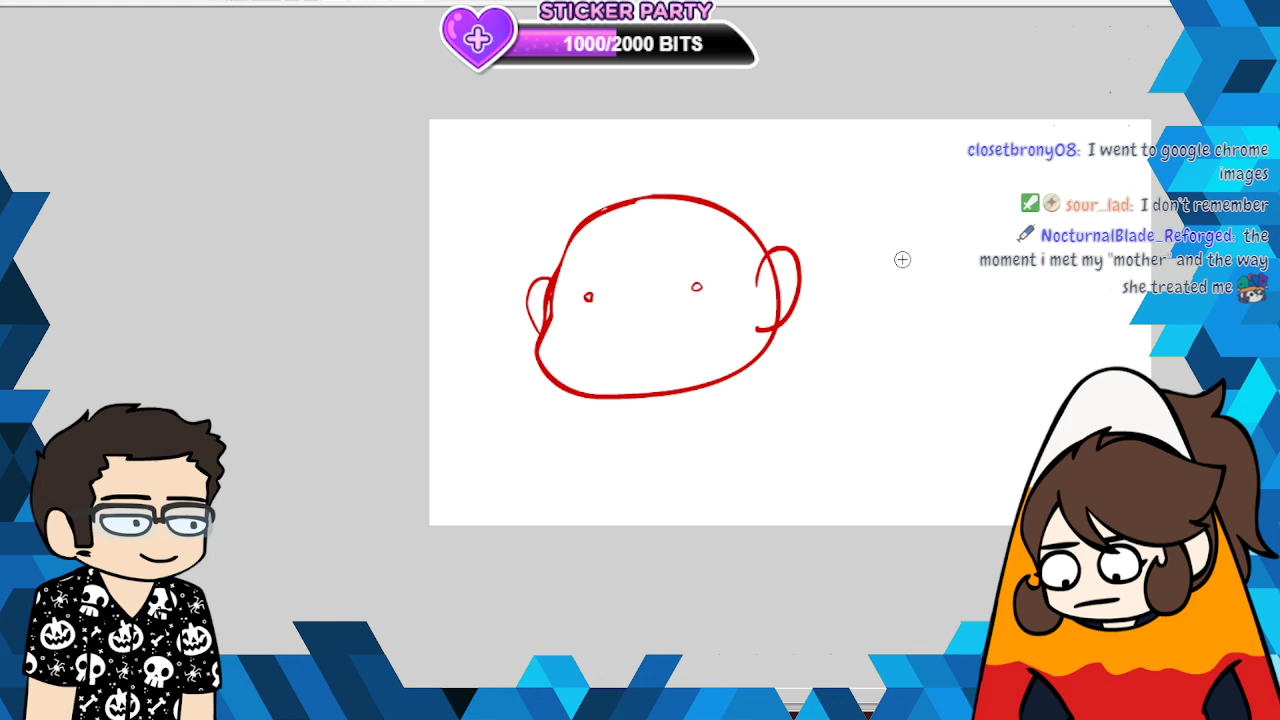 STICKER PARTY
1000/2000 BITS
closetbrony08: I went to google chrome
images
sour_lad: I don't remember
NocturnalBlade_Reforged: the
moment i met my "mother" and the way
she treated me